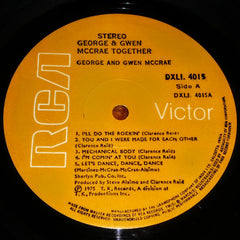 STEREO
GEORGE & GWEN
McCRAE TOGETHER
GEORGE AND GWEN McCRAE
DXLI. 4015
Side A
DXLI. 4015A
RCA
Victor
1. I'LL DO THE ROCKIN' (Clarence Reid)
2. YOU AND I WERE MADE FOR EACH OTHER
(Clarence Reid)
3. MECHANICAL BODY (Clarence Reid)
4. I'M COMIN' AT YOU (Clarence Reid)
5. LET'S DANCE, DANCE, DANCE
Sherlyn Pub. Co., Inc.
Produced by Steve Alaimo and Clarence Reid
1975 T. K. Records, A division of
T. K. Productions Inc.